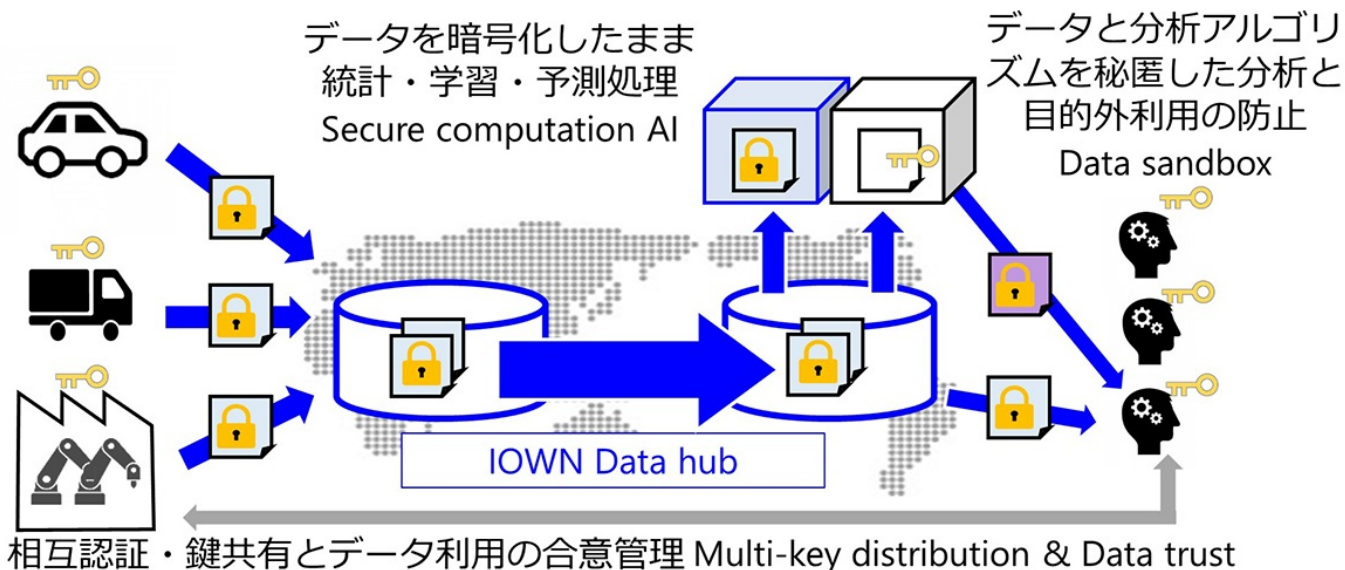 データを暗号化したまま
統計・学習・予測処理
Secure computation AI
データと分析アルゴリ
ズムを秘匿した分析と
目的外利用の防止
Data sandbox
IOWN Data hub
相互認証・鍵共有とデータ利用の合意管理 Multi-key distribution & Data trust